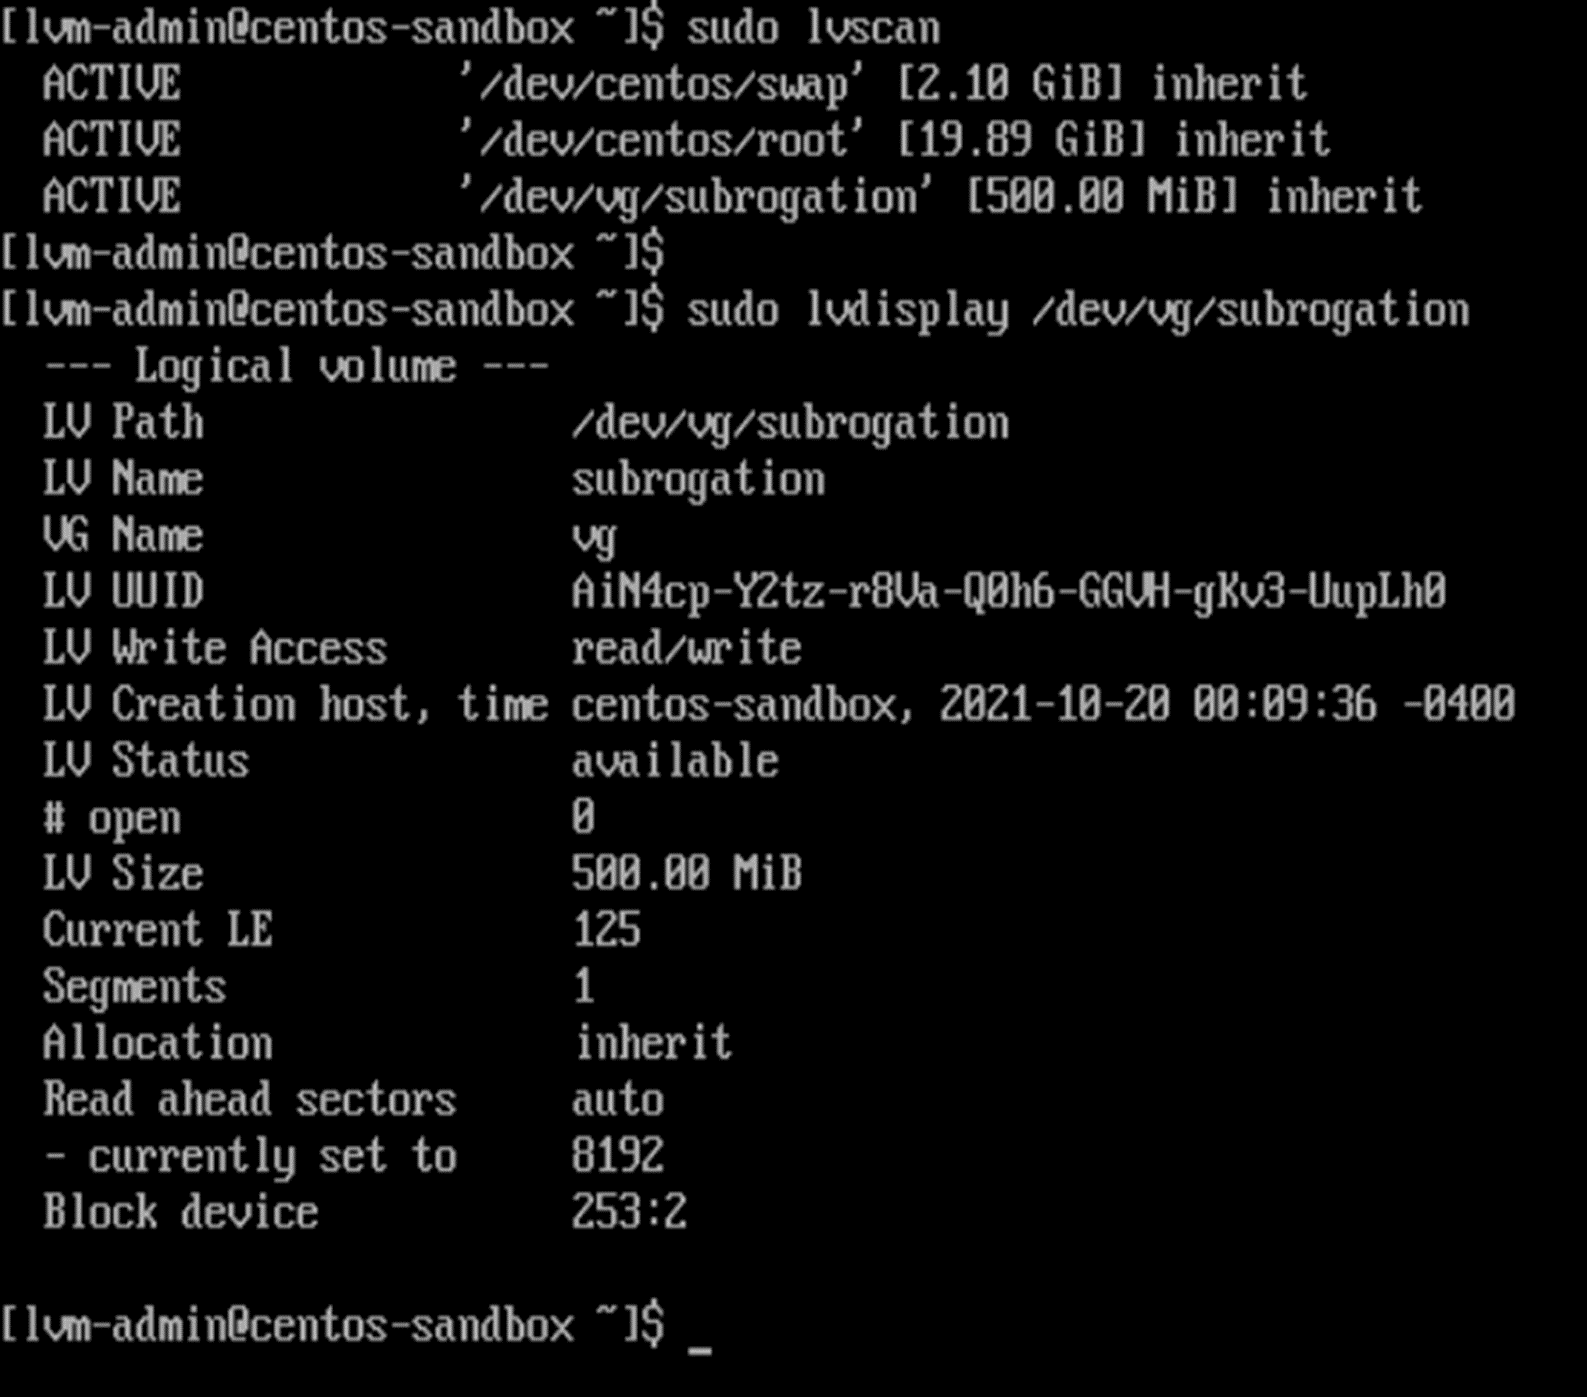 [lvm-admin@centos-sandbox ~]$ sudo lvscan
  ACTIVE            '/dev/centos/swap' [2.10 GiB] inherit
  ACTIVE            '/dev/centos/root' [19.89 GiB] inherit
  ACTIVE            '/dev/vg/subrogation' [500.00 MiB] inherit
[lvm-admin@centos-sandbox ~]$
[lvm-admin@centos-sandbox ~]$ sudo lvdisplay /dev/vg/subrogation
  --- Logical volume ---
  LV Path                /dev/vg/subrogation
  LV Name                subrogation
  VG Name                vg
  LV UUID                AiN4cp-Y2tz-r8Va-Q0h6-GGVH-gKv3-UupLh0
  LV Write Access        read/write
  LV Creation host, time centos-sandbox, 2021-10-20 00:09:36 -0400
  LV Status              available
  # open                 0
  LV Size                500.00 MiB
  Current LE             125
  Segments               1
  Allocation             inherit
  Read ahead sectors     auto
  - currently set to     8192
  Block device           253:2
[lvm-admin@centos-sandbox ~]$ _